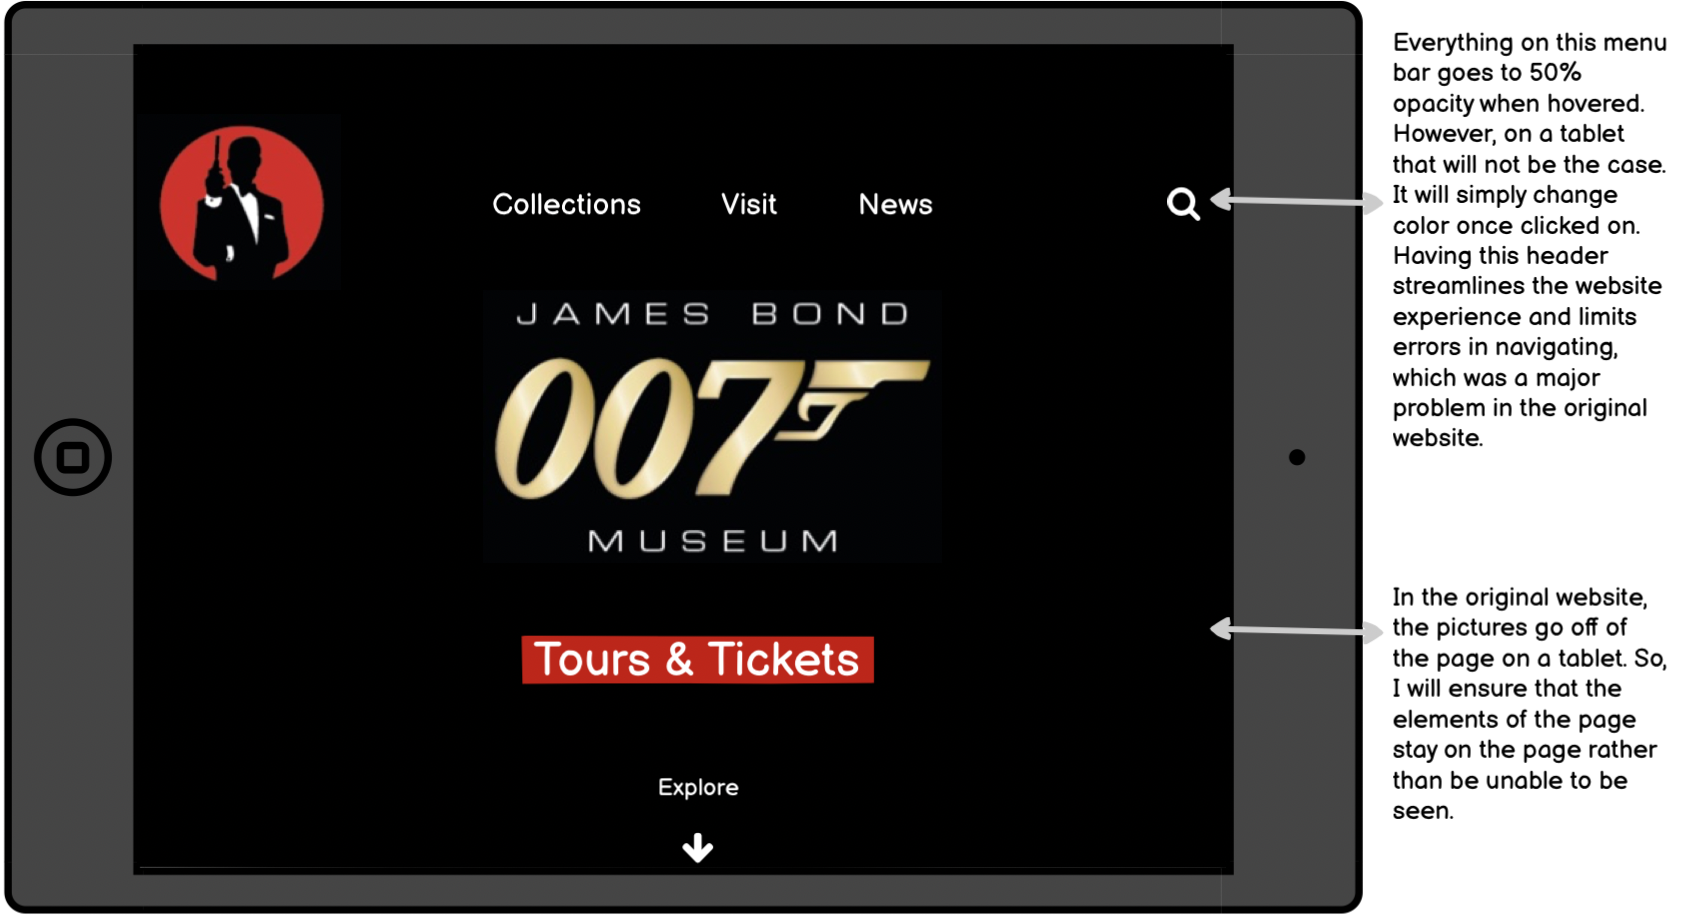 Collections Visit News
JAMES BOND
007
MUSEUM
Tours & Tickets
Explore
Everything on this menu
bar goes to 50%
opacity when hovered.
However, on a tablet
that will not be the case.
It will simply change
color once clicked on.
Having this header
streamlines the website
experience and limits
errors in navigating,
which was a major
problem in the original
website.
In the original website,
the pictures go off of
the page on a tablet. So,
I will ensure that the
elements of the page
stay on the page rather
than be unable to be
seen.